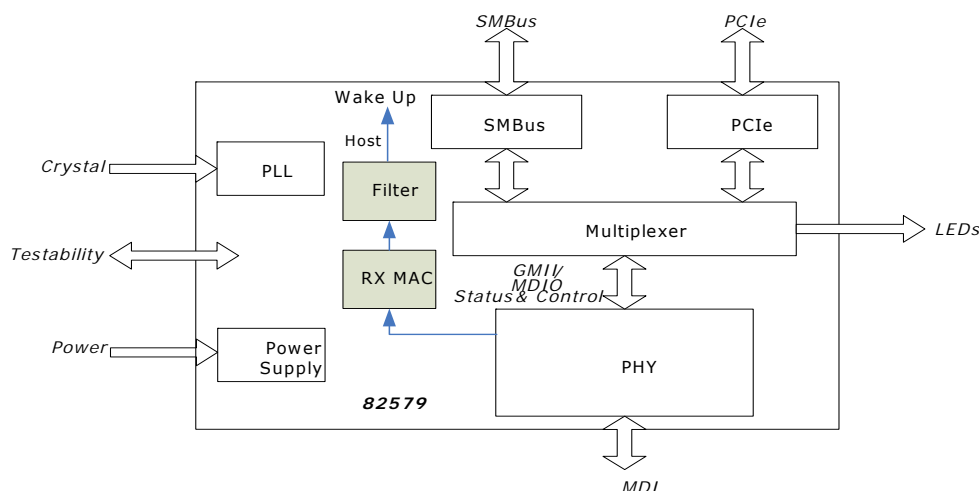 SMBus
PCIe
Wake Up
SMBus
PCIe
Host
Crystal
PLL
Filter
Multiplexer
LEDs
Testability
RX MAC
GMII/
MDIO
Status & Control
Power
Power
Supply
PHY
82579
MDI